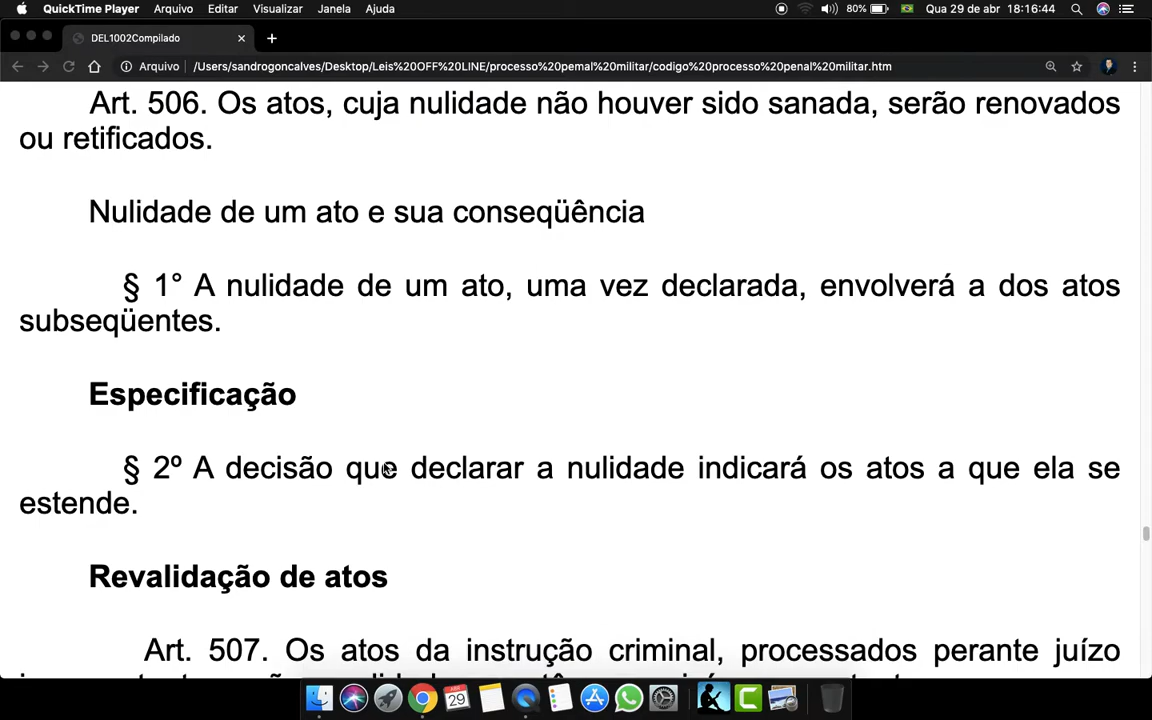 QuickTime Player Arquivo Editar Visualizar Janela Ajuda 80% Qua 29 de abr 18:16:44
DEL1002Compilado
Arquivo /Users/sandrogoncalves/Desktop/Leis%20OFF%20LINE/processo%20pemal%20militar/codigo%20processo%20penal%20militar.htm
Art. 506. Os atos, cuja nulidade não houver sido sanada, serão renovados
ou retificados.
Nulidade de um ato e sua conseqüência
§ 1° A nulidade de um ato, uma vez declarada, envolverá a dos atos
subseqüentes.
Especificação
§ 2º A decisão que declarar a nulidade indicará os atos a que ela se
estende.
Revalidação de atos
Art. 507. Os atos da instrução criminal, processados perante juízo
ABR
29